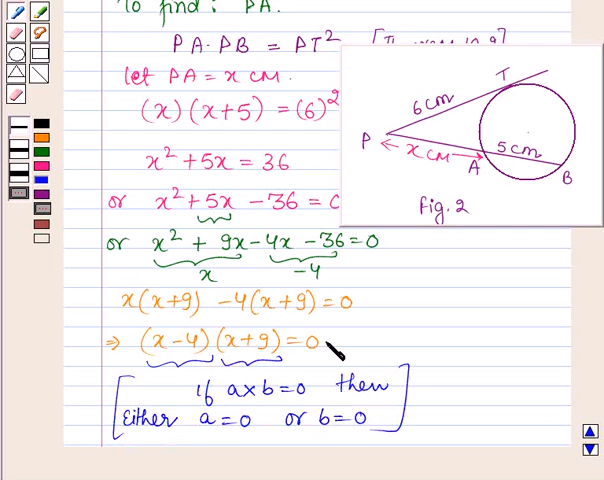 To find: PA.
PA·PB = PT²
let PA = x cm.
(x)(x+5) = (6)²
x² + 5x = 36
or x² + 5x - 36 =
or x² + 9x - 4x - 36 = 0
x -4
x(x+9) -4(x+9) = 0
⇒ (x-4)(x+9) = 0
if a×b=0 then
Either a=0 or b=0
T
6 cm
P
x cm
A
5 cm
B
Fig. 2